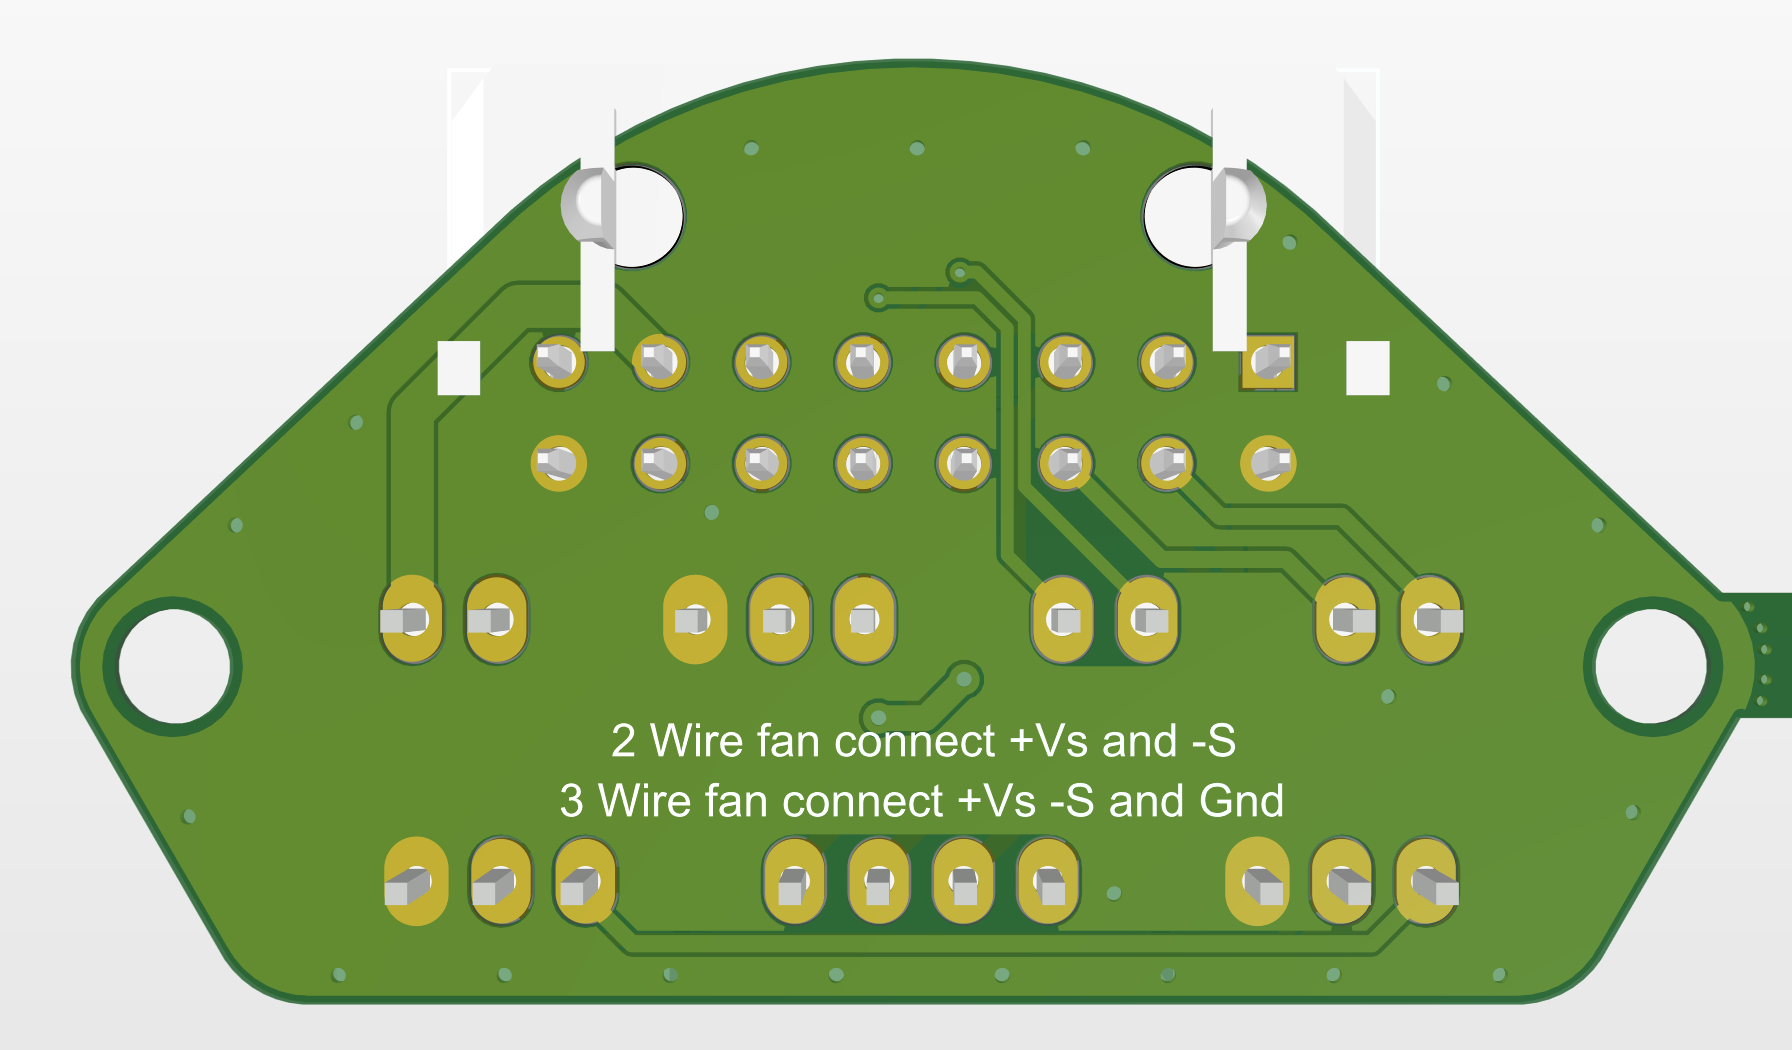 2 Wire fan connect +Vs and -S
3 Wire fan connect +Vs -S and Gnd